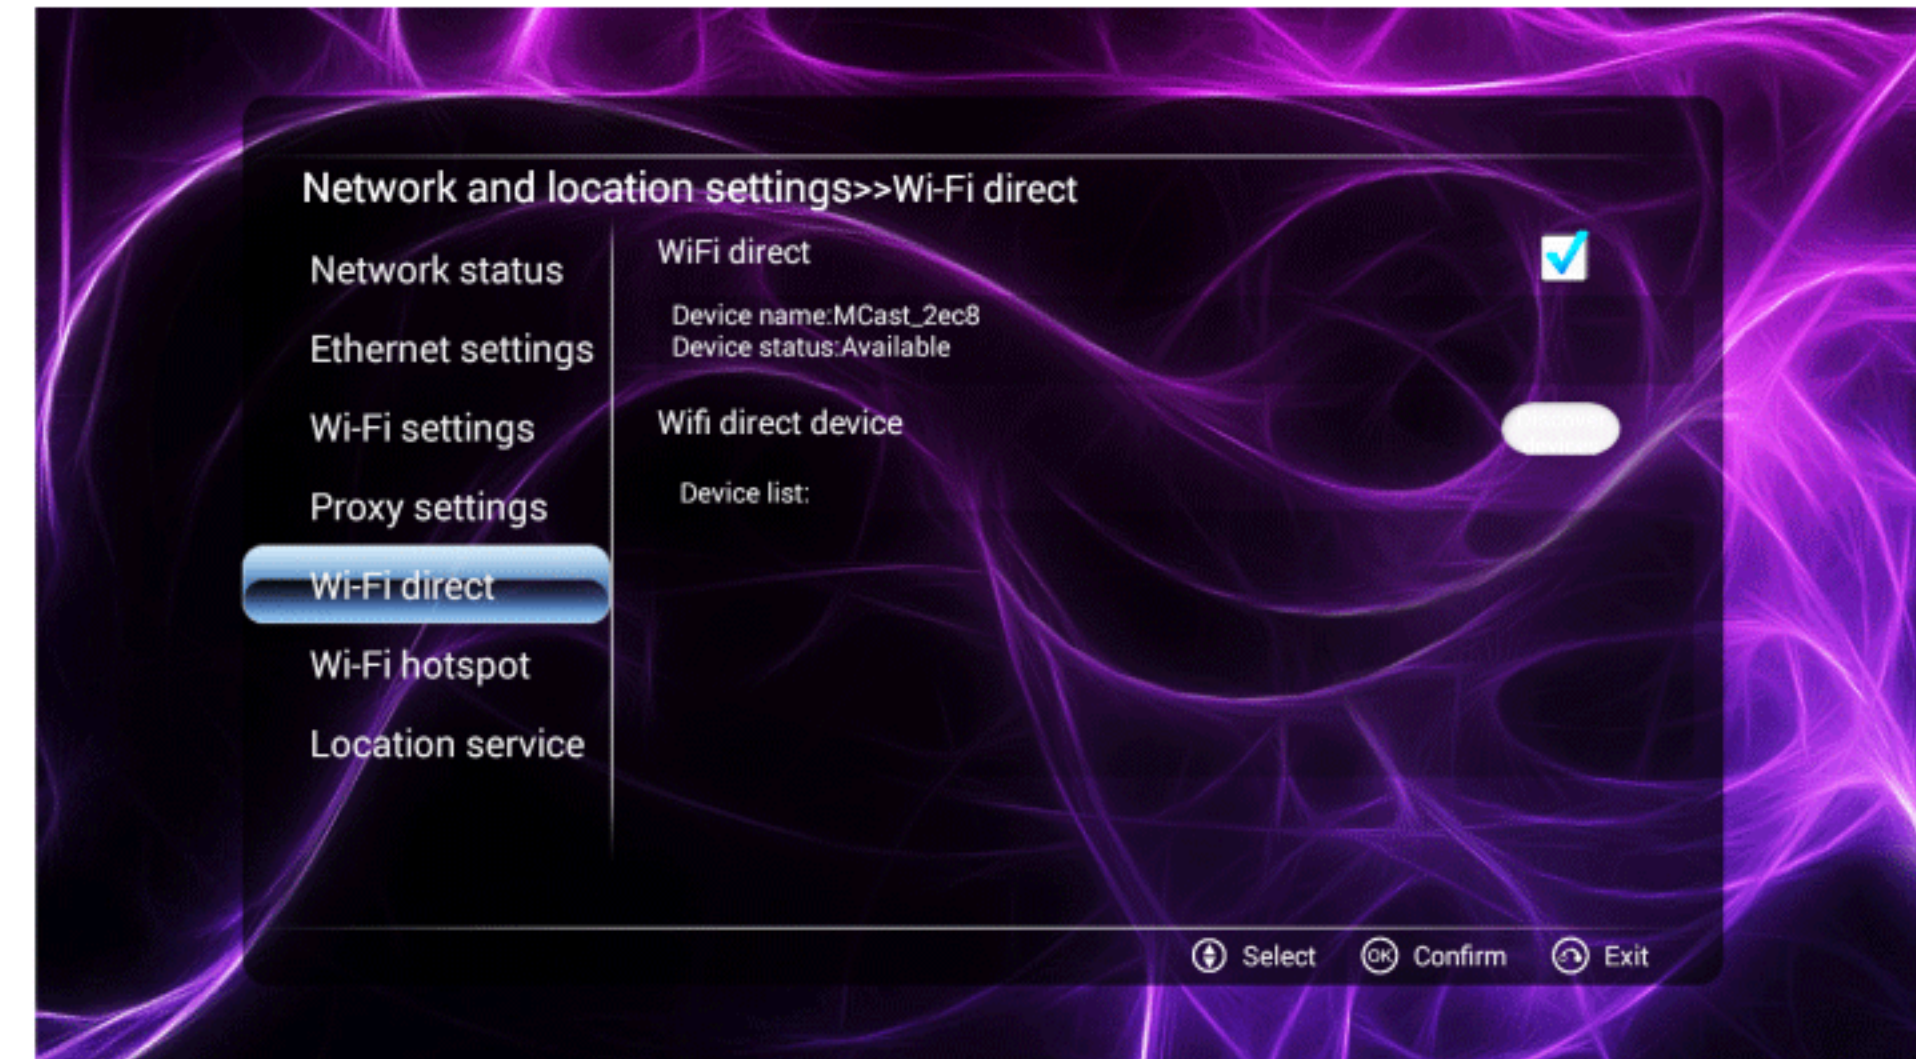 Network and location settings>>Wi-Fi direct
Network status
Ethernet settings
Wi-Fi settings
Proxy settings
Wi-Fi direct
Wi-Fi hotspot
Location service
WiFi direct
Device name:MCast_2ec8
Device status:Available
Wifi direct device
Device list:
Select
OK Confirm
Exit